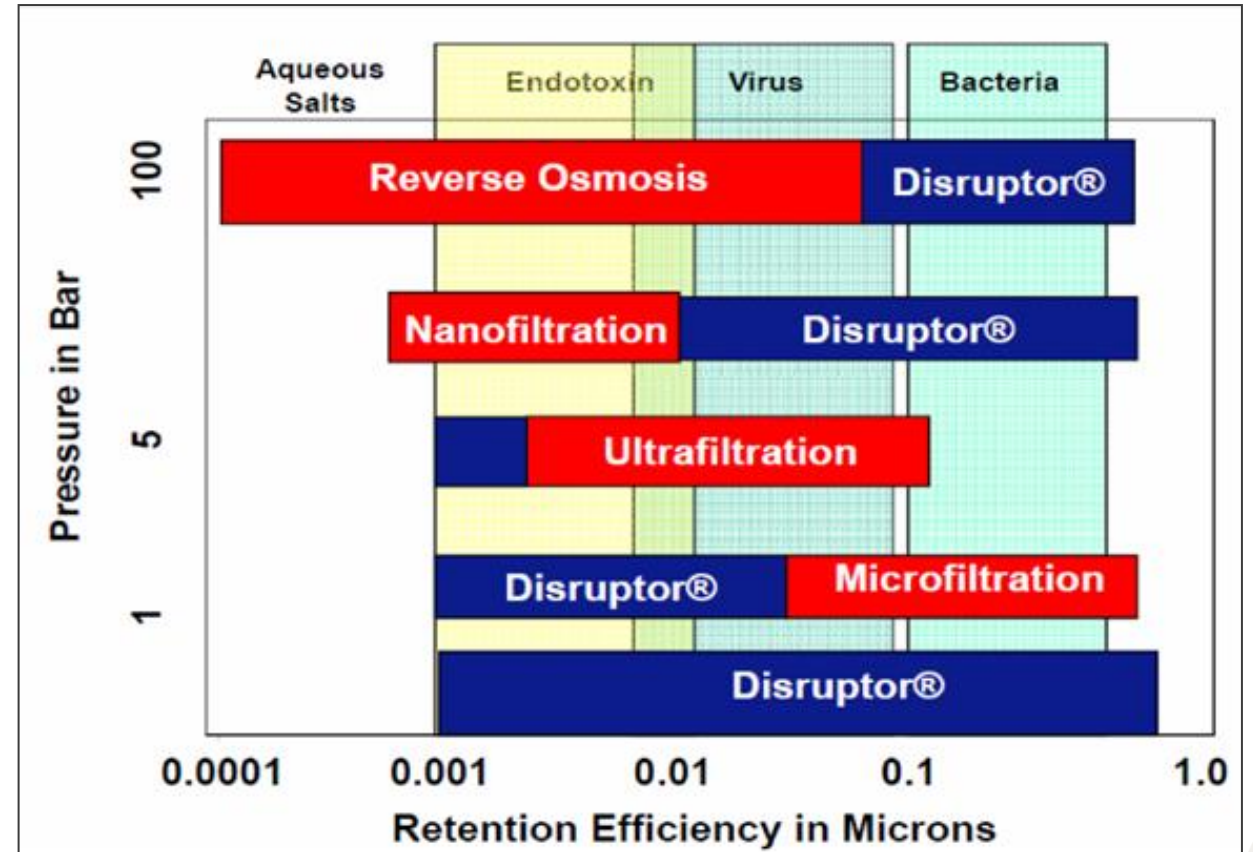 Aqueous
Salts
Endotoxin
Virus
Bacteria
100
Reverse Osmosis
Disruptor®
Nanofiltration
Disruptor®
5
Ultrafiltration
Pressure in Bar
1
Disruptor®
Microfiltration
Disruptor®
0.0001
0.001
0.01
0.1
1.0
Retention Efficiency in Microns